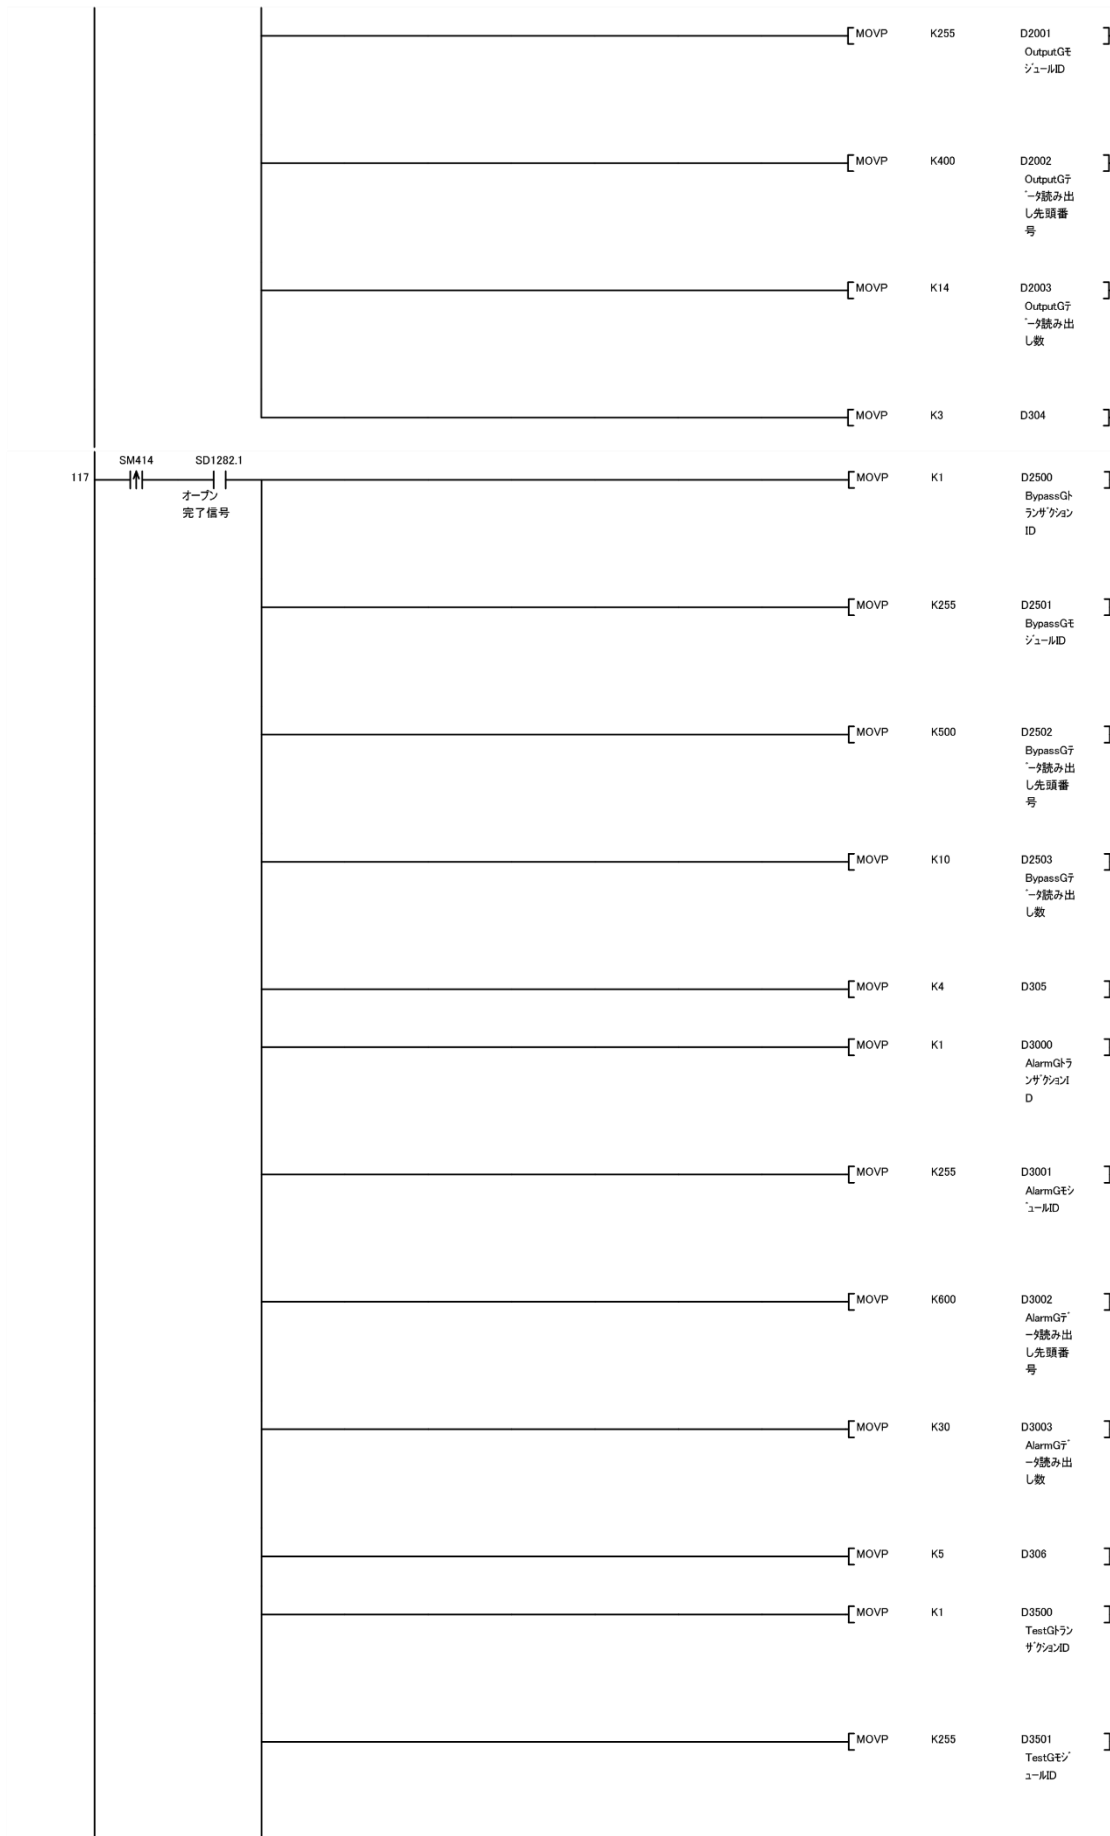 MOVP K255 D2001
OutputGモ
ジュールID
MOVP K400 D2002
OutputGテ
゙ータ読み出
し先頭番
号
MOVP K14 D2003
OutputGテ
゙ータ読み出
し数
MOVP K3 D304
SM414 SD1282.1
117 MOVP K1 D2500
オープン
完了信号
BypassGト
ランザクション
ID
MOVP K255 D2501
BypassGモ
ジュールID
MOVP K500 D2502
BypassGテ
゙ータ読み出
し先頭番
号
MOVP K10 D2503
BypassGテ
゙ータ読み出
し数
MOVP K4 D305
MOVP K1 D3000
AlarmGトラ
ンザクションI
D
MOVP K255 D3001
AlarmGモシ
゙ュールID
MOVP K600 D3002
AlarmGデ
ータ読み出
し先頭番
号
MOVP K30 D3003
AlarmGデ
ータ読み出
し数
MOVP K5 D306
MOVP K1 D3500
TestGトラン
ザクションID
MOVP K255 D3501
TestGモジ
ュールID